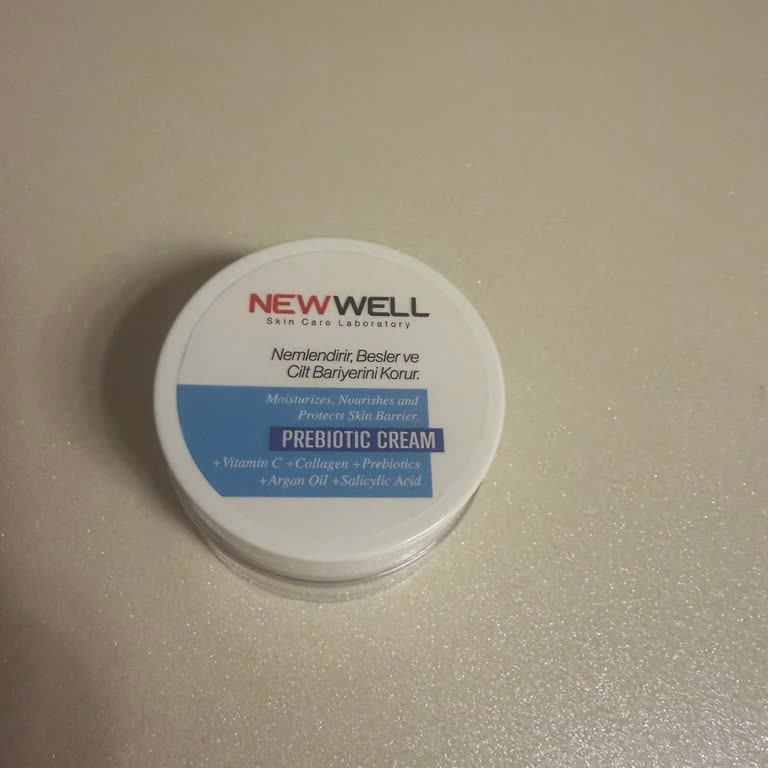 NEWWELL
Skin Care Laboratory
Nemlendirir, Besler ve
Cilt Bariyerini Korur.
Moisturizes, Nourishes and
Protects Skin Barrier.
PREBIOTIC CREAM
+Vitamin C +Collagen +Prebiotics
+Argan Oil +Salicylic Acid